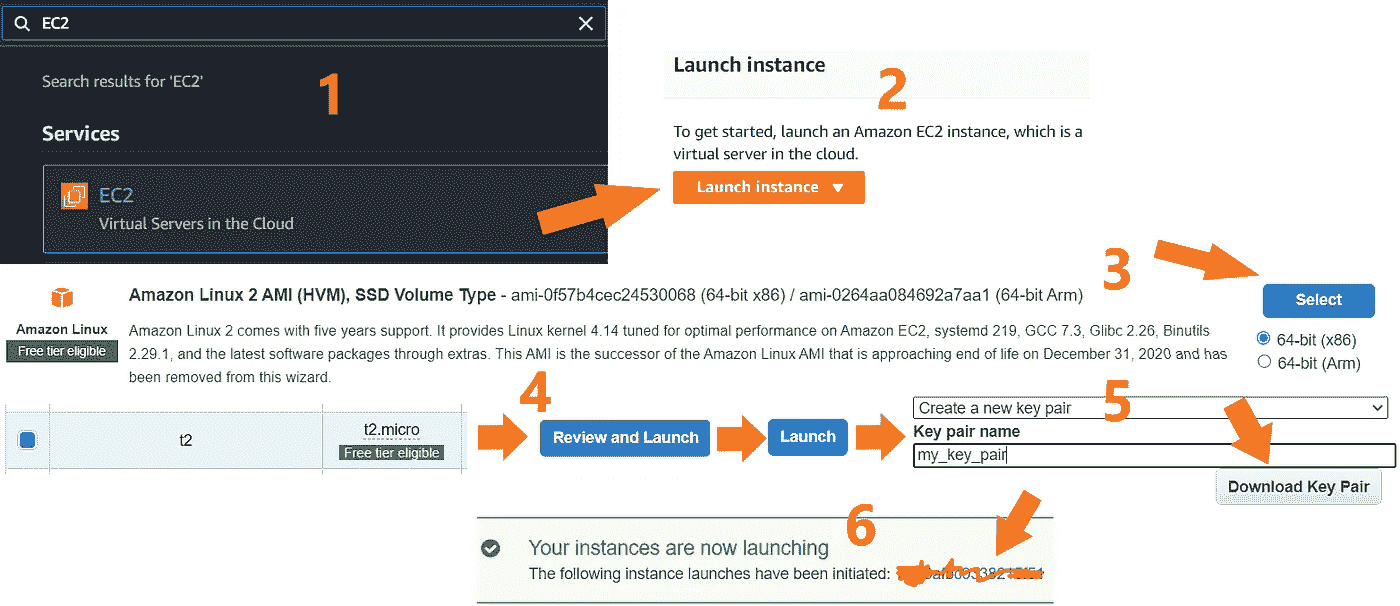 EC2
Search results for 'EC2'
1
Services
EC2
Virtual Servers in the Cloud
Launch instance
2
To get started, launch an Amazon EC2 instance, which is a
virtual server in the cloud.
Launch instance
3
Amazon Linux
Free tier eligible
Amazon Linux 2 AMI (HVM), SSD Volume Type - ami-0f57b4cec24530068 (64-bit x86) / ami-0264aa084692a7aa1 (64-bit Arm)
Amazon Linux 2 comes with five years support. It provides Linux kernel 4.14 tuned for optimal performance on Amazon EC2, systemd 219, GCC 7.3, Glibc 2.26, Binutils
2.29.1, and the latest software packages through extras. This AMI is the successor of the Amazon Linux AMI that is approaching end of life on December 31, 2020 and has
been removed from this wizard.
Select
64-bit (x86)
64-bit (Arm)
t2
t2.micro
Free tier eligible
4
Review and Launch
Launch
5
Create a new key pair
Key pair name
my_key_pair
Download Key Pair
6
Your instances are now launching
The following instance launches have been initiated: